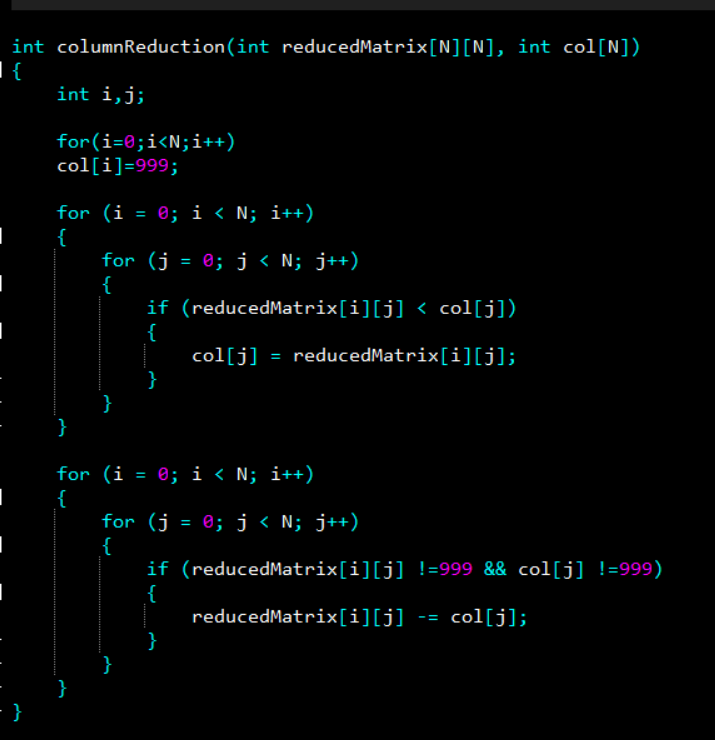 int columnReduction(int reducedMatrix[N][N], int col[N])
{
    int i,j;

    for(i=0;i<N;i++)
    col[i]=999;

    for (i = 0; i < N; i++)
    {
        for (j = 0; j < N; j++)
        {
            if (reducedMatrix[i][j] < col[j])
            {
                col[j] = reducedMatrix[i][j];
            }
        }
    }

    for (i = 0; i < N; i++)
    {
        for (j = 0; j < N; j++)
        {
            if (reducedMatrix[i][j] !=999 && col[j] !=999)
            {
                reducedMatrix[i][j] -= col[j];
            }
        }
    }
}